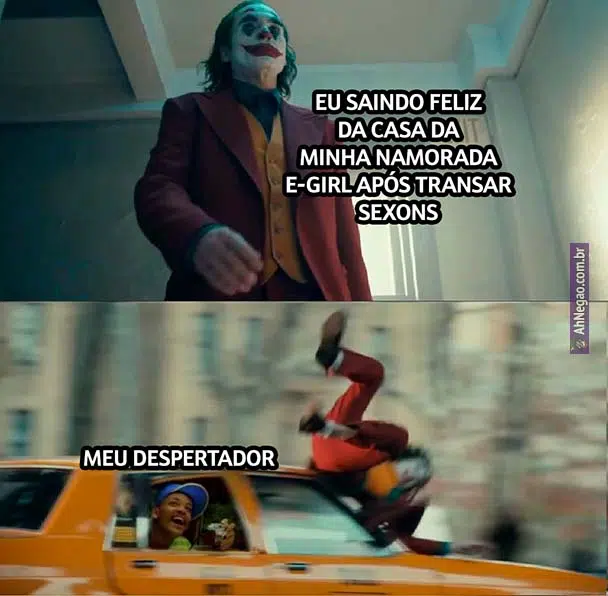 EU SAINDO FELIZ
DA CASA DA
MINHA NAMORADA
E-GIRL APÓS TRANSAR
SEXONS
AhNegao.com.br
MEU DESPERTADOR